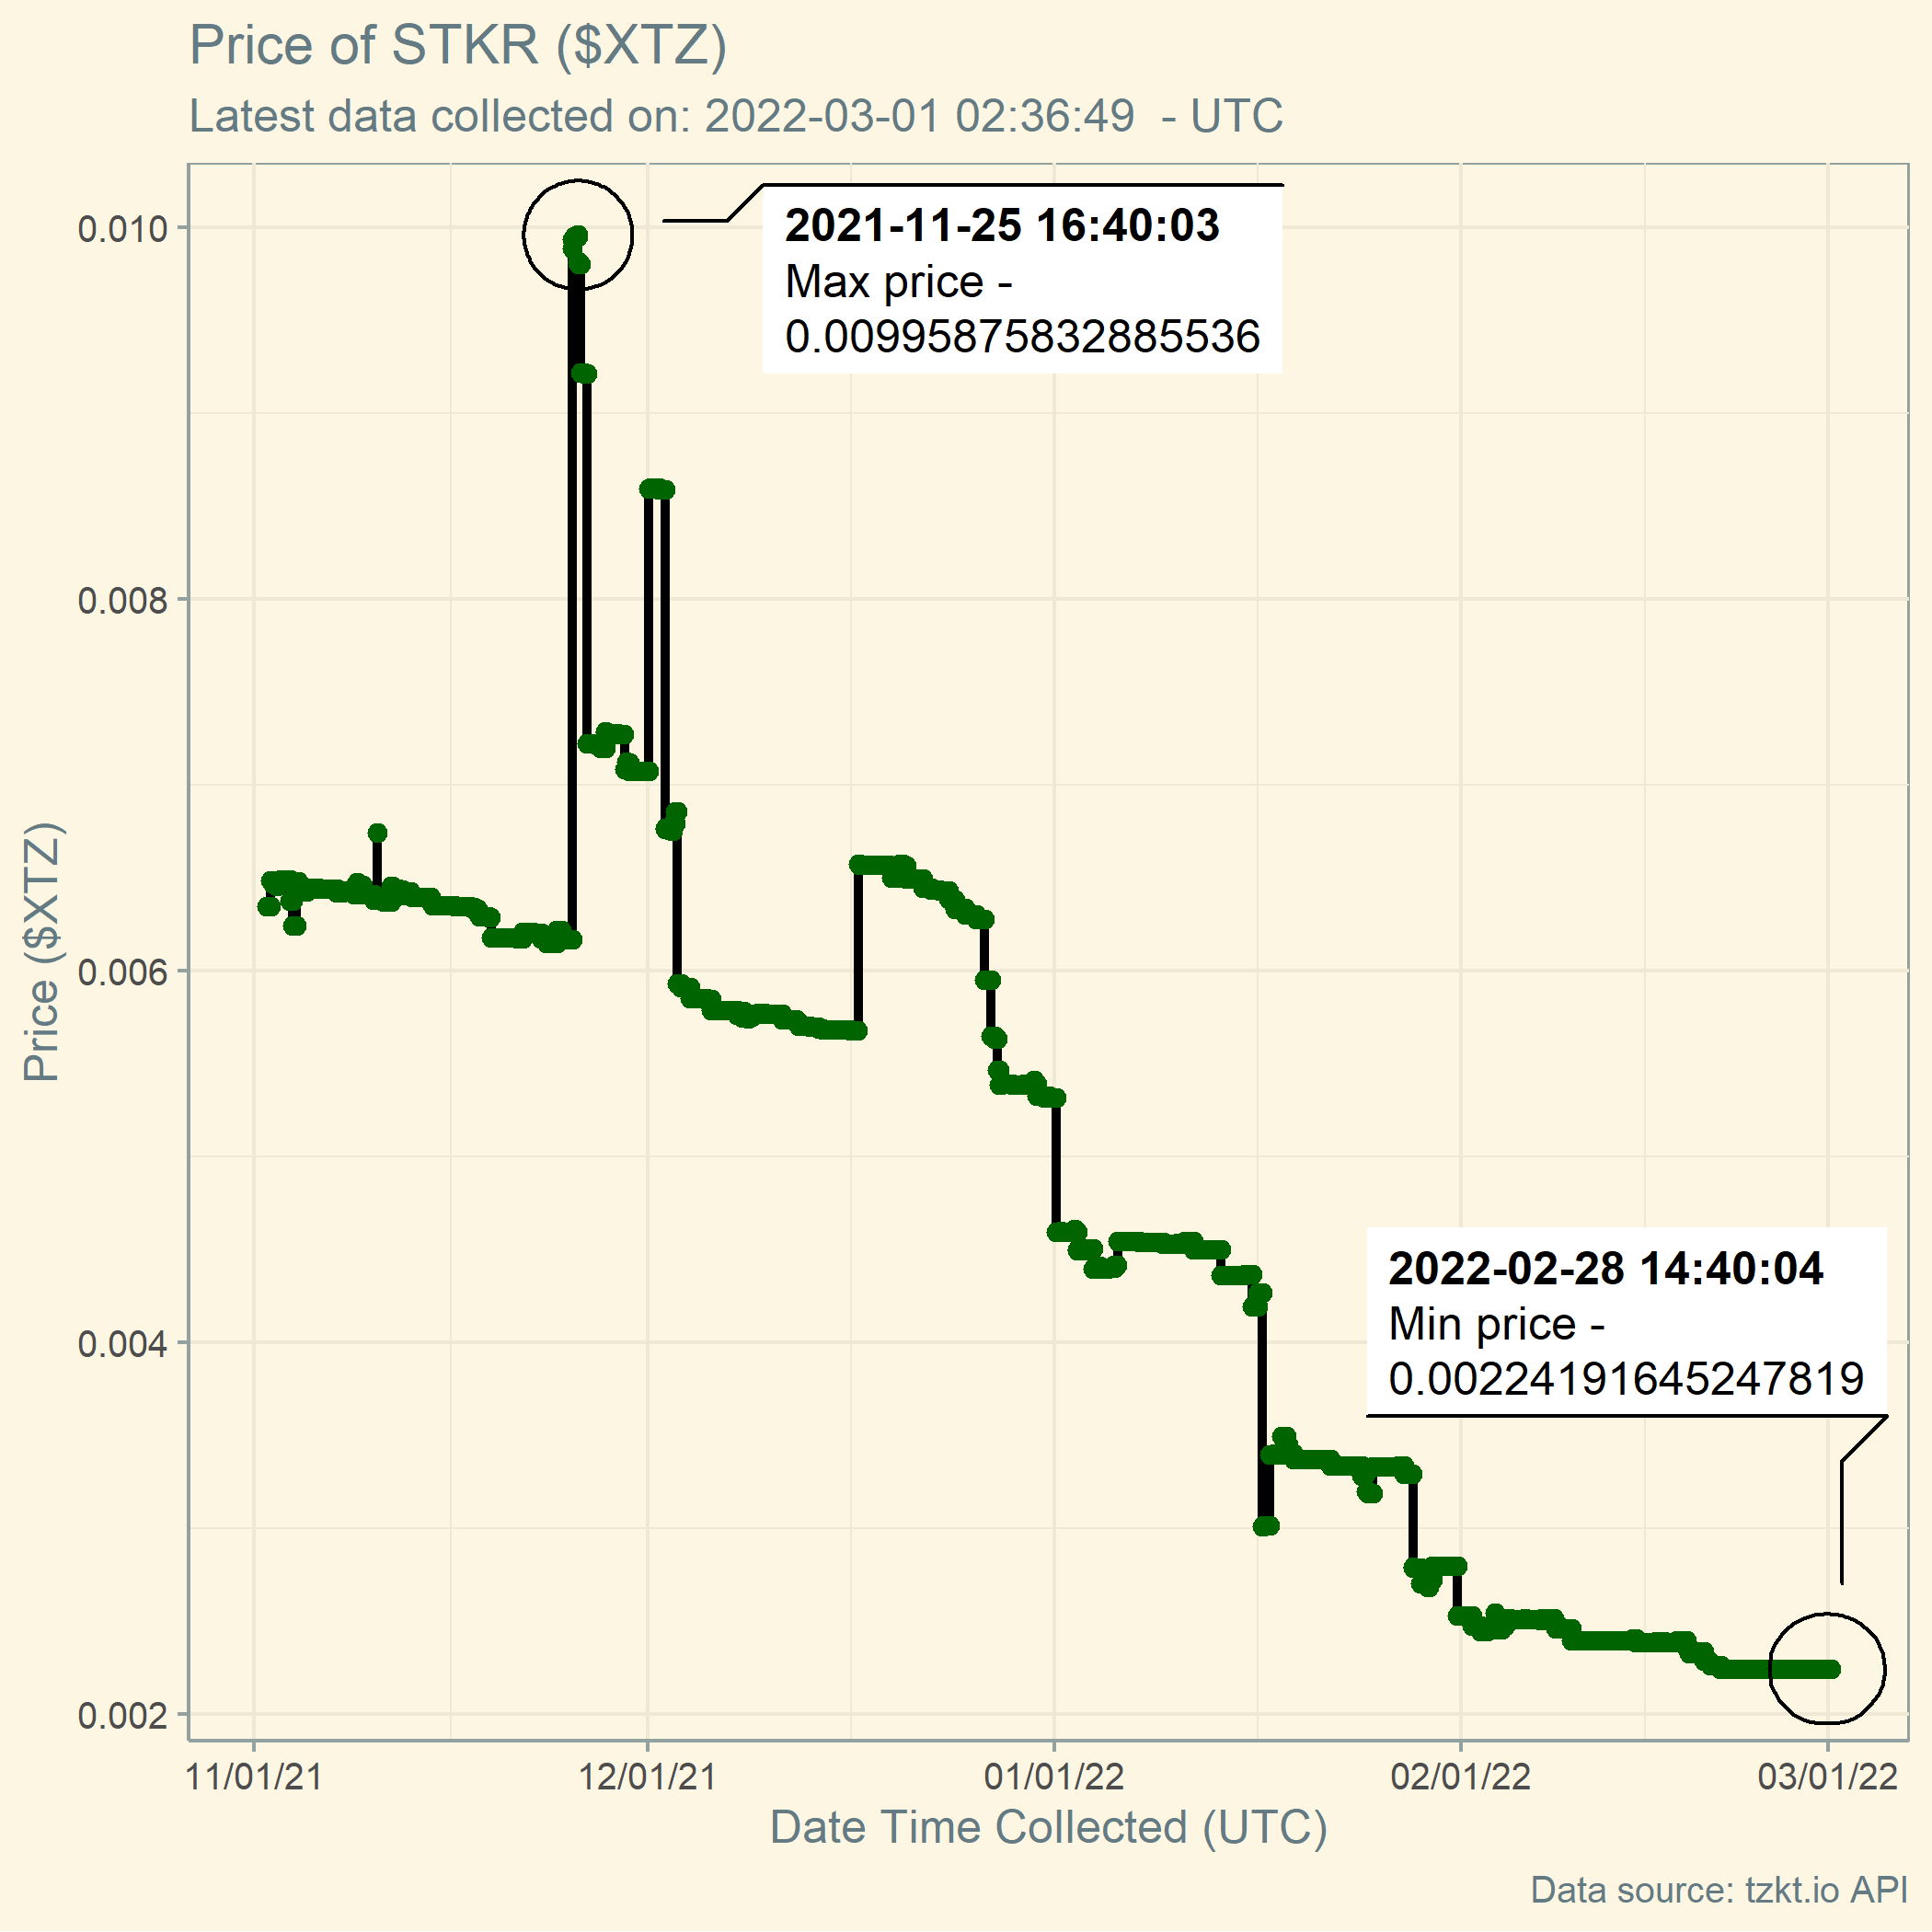 Price of STKR ($XTZ)
Latest data collected on: 2022-03-01 02:36:49  - UTC
2021-11-25 16:40:03
Max price -
0.00995875832885536
2022-02-28 14:40:04
Min price -
0.00224191645247819
Price ($XTZ)
0.010
0.008
0.006
0.004
0.002
11/01/21
12/01/21
01/01/22
02/01/22
03/01/22
Date Time Collected (UTC)
Data source: tzkt.io API